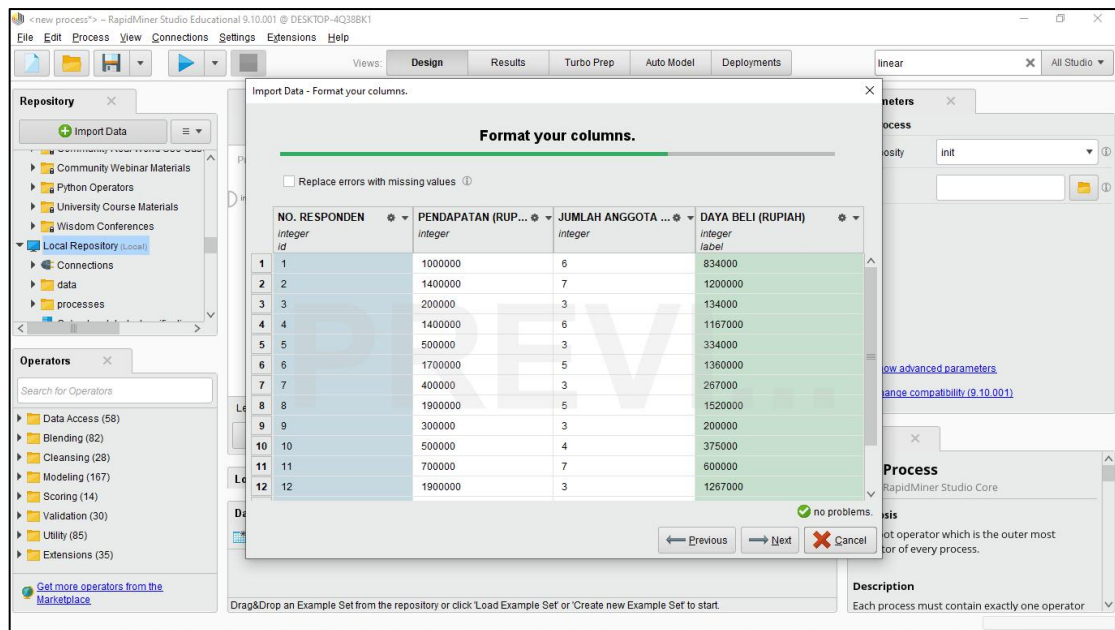 <new process*> – RapidMiner Studio Educational 9.10.001 @ DESKTOP-4Q38BK1
File Edit Process View Connections Settings Extensions Help
Views: Design Results Turbo Prep Auto Model Deployments
linear
All Studio
Repository
Import Data
Community Webinar Materials
Python Operators
University Course Materials
Wisdom Conferences
Local Repository (Local)
Connections
data
processes
Operators
Search for Operators
Data Access (58)
Blending (82)
Cleansing (28)
Modeling (167)
Scoring (14)
Validation (30)
Utility (85)
Extensions (35)
Get more operators from the
Marketplace
Import Data - Format your columns.
Format your columns.
Replace errors with missing values
NO. RESPONDEN PENDAPATAN (RUP... JUMLAH ANGGOTA ... DAYA BELI (RUPIAH)
integer integer integer integer
id label
1 1 1000000 6 834000
2 2 1400000 7 1200000
3 3 200000 3 134000
4 4 1400000 6 1167000
5 5 500000 3 334000
6 6 1700000 5 1360000
7 7 400000 3 267000
8 8 1900000 5 1520000
9 9 300000 3 200000
10 10 500000 4 375000
11 11 700000 7 600000
12 12 1900000 3 1267000
PREV...
no problems.
Previous Next Cancel
Drag&Drop an Example Set from the repository or click 'Load Example Set' or 'Create new Example Set' to start.
init
Process
RapidMiner Studio Core
outer most
of every process.
Description
Each process must contain exactly one operator
advanced parameters
compatibility (9.10.001)